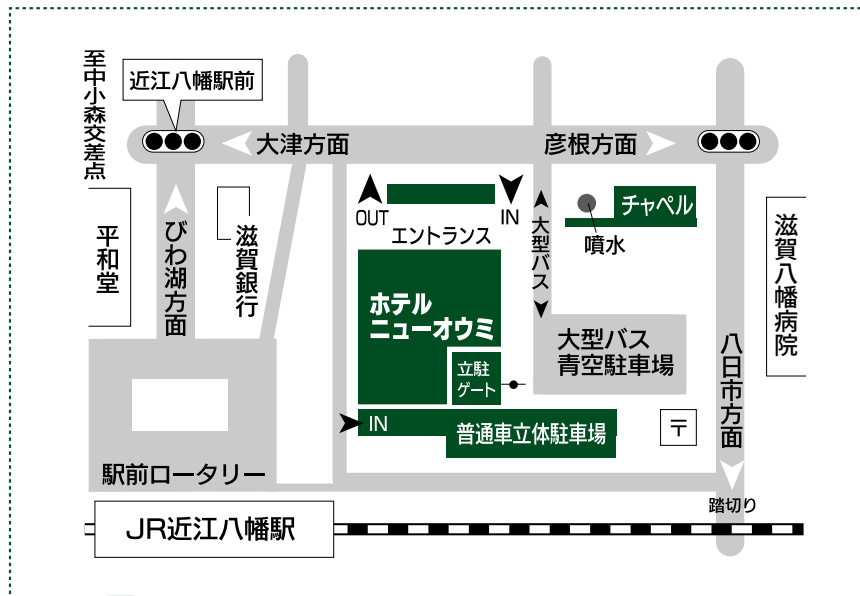 至中小森交差点
近江八幡駅前
大津方面
彦根方面
OUT
IN
エントランス
大型バス
チャペル
噴水
平和堂
びわ湖方面
滋賀銀行
ホテル
ニューオウミ
立駐
ゲート
大型バス
青空駐車場
滋賀八幡病院
八日市方面
IN
普通車立体駐車場
〒
駅前ロータリー
踏切り
JR近江八幡駅